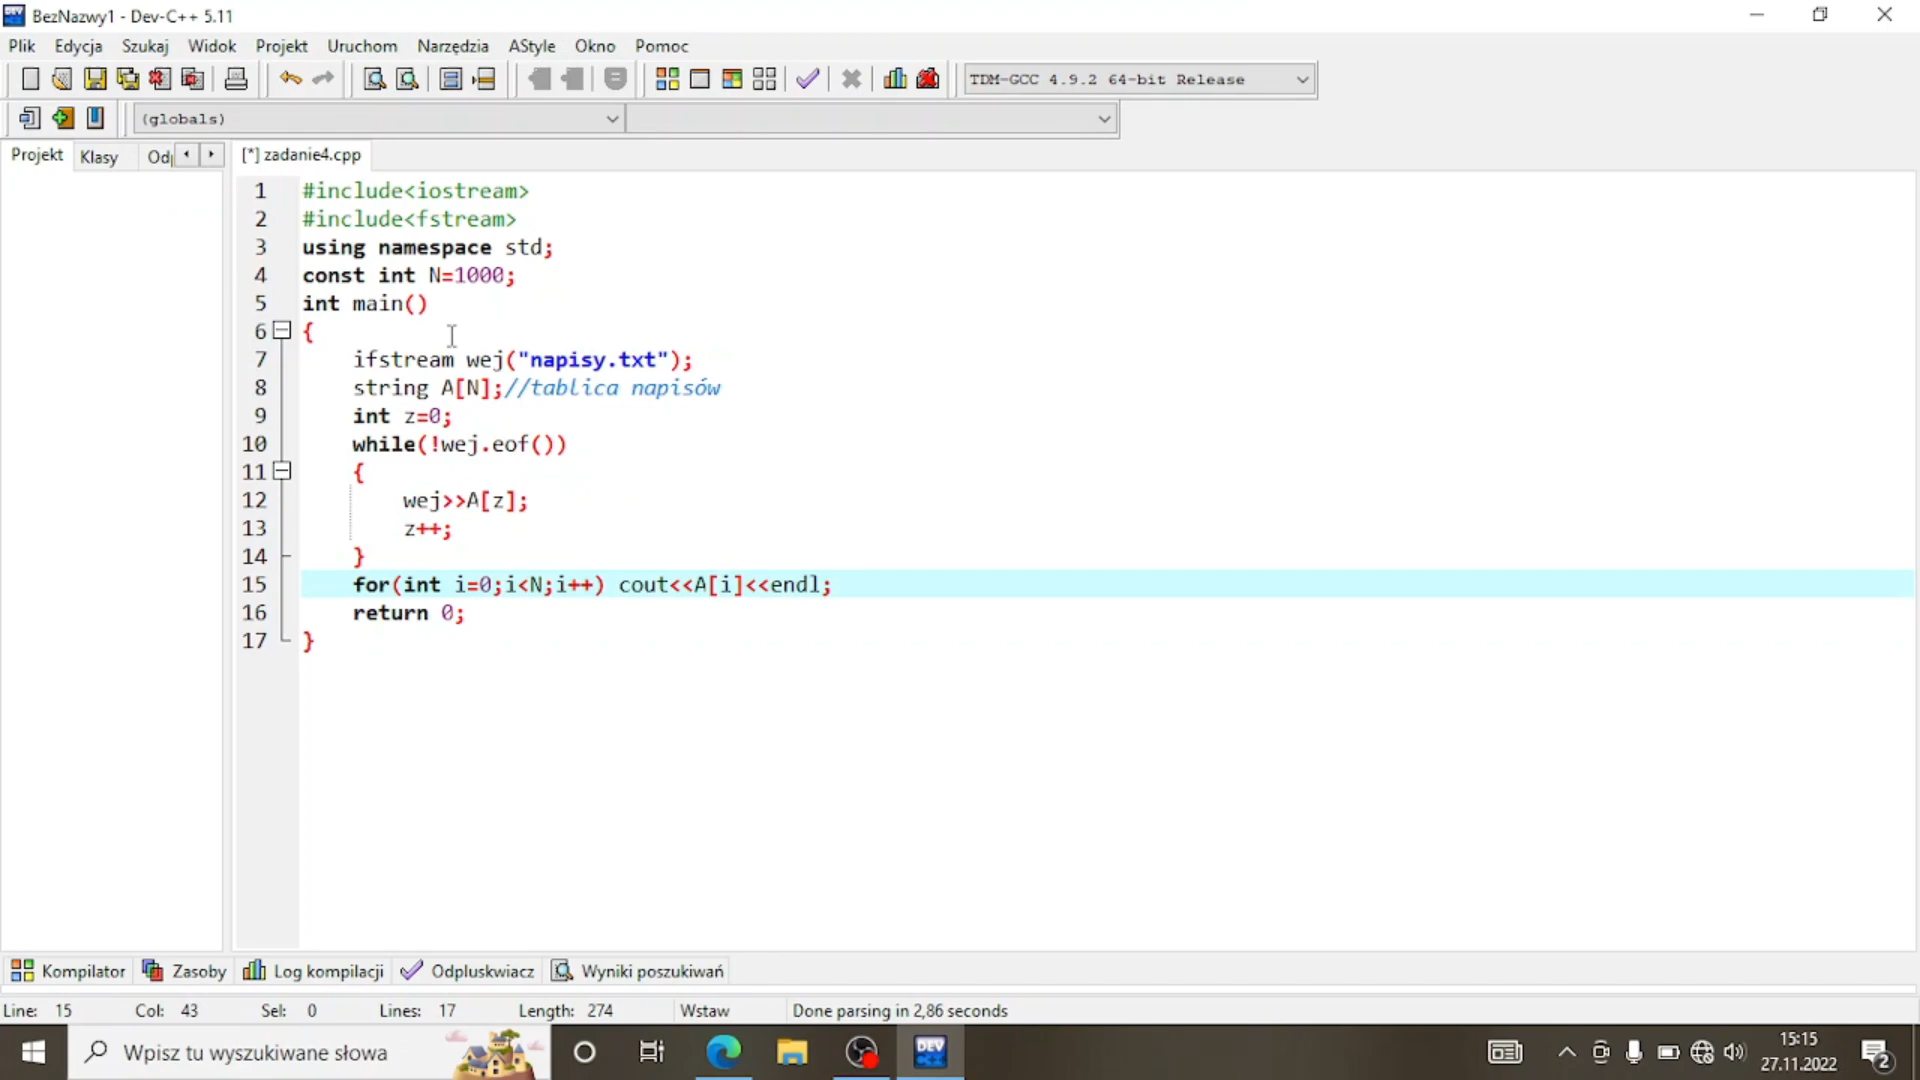 BezNazwy1 - Dev-C++ 5.11
Plik Edycja Szukaj Widok Projekt Uruchom Narzędzia AStyle Okno Pomoc
TDM-GCC 4.9.2 64-bit Release
(globals)
Projekt Klasy Odp [*] zadanie4.cpp
1 #include<iostream>
2 #include<fstream>
3 using namespace std;
4 const int N=1000;
5 int main()
6 {
7 ifstream wej("napisy.txt");
8 string A[N];//tablica napisów
9 int z=0;
10 while(!wej.eof())
11 {
12 wej>>A[z];
13 z++;
14 }
15 for(int i=0;i<N;i++) cout<<A[i]<<endl;
16 return 0;
17 }
Kompilator Zasoby Log kompilacji Odpluskwiacz Wyniki poszukiwań
Line: 15 Col: 43 Sel: 0 Lines: 17 Length: 274 Wstaw Done parsing in 2,86 seconds
Wpisz tu wyszukiwane słowa
DEV
15:15
27.11.2022
2